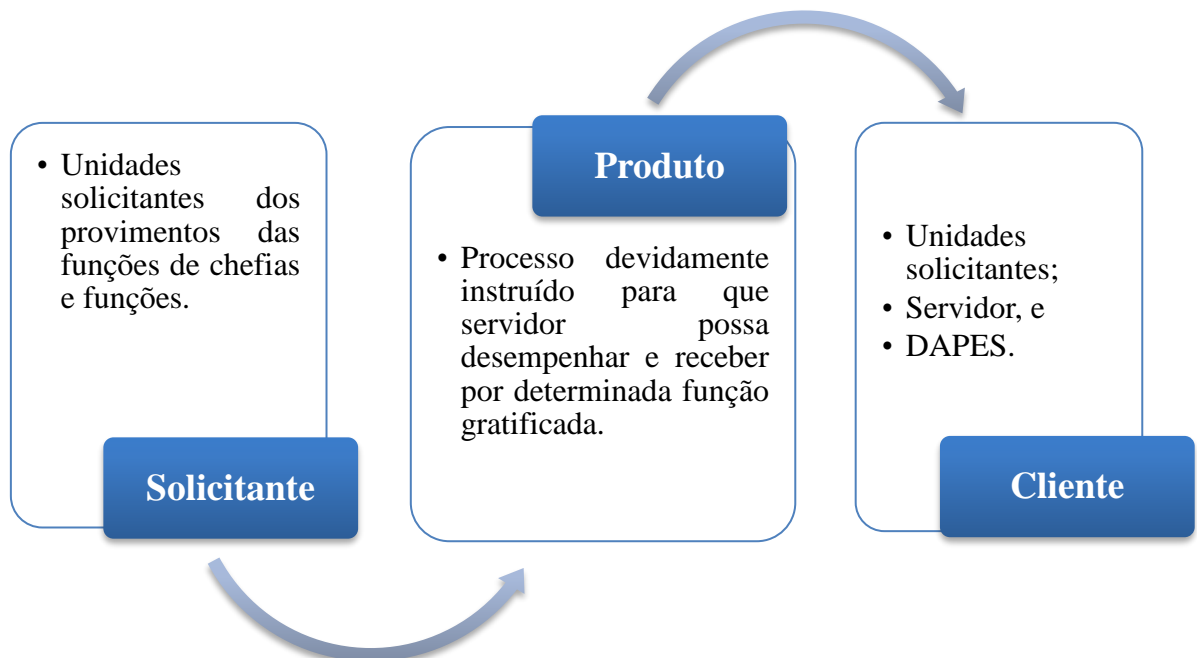 • Unidades
solicitantes dos
provimentos das
funções de chefias
e funções.
Solicitante
Produto
• Processo devidamente
instruído para que
servidor possa
desempenhar e receber
por determinada função
gratificada.
• Unidades
solicitantes;
• Servidor, e
• DAPES.
Cliente